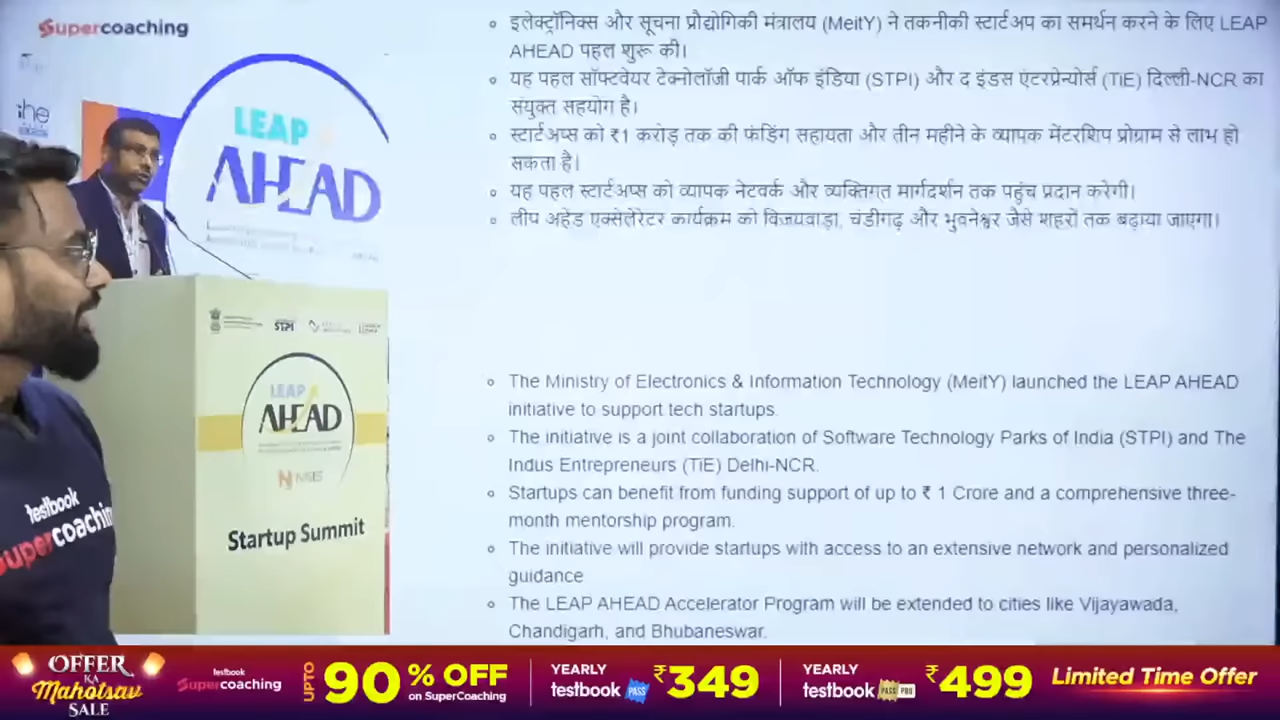 Supercoaching
ihe
LEAP
AHEAD
STPI
LEAP
AHEAD
Startup Summit
testbook
Supercoaching
इलेक्ट्रॉनिक्स और सूचना प्रौद्योगिकी मंत्रालय (MeitY) ने तकनीकी स्टार्टअप का समर्थन करने के लिए LEAP
AHEAD पहल शुरू की।
यह पहल सॉफ्टवेयर टेक्नोलॉजी पार्क ऑफ इंडिया (STPI) और द इंडस एंटरप्रेन्योर्स (TiE) दिल्ली-NCR का
संयुक्त सहयोग है।
स्टार्टअप्स को ₹1 करोड़ तक की फंडिंग सहायता और तीन महीने के व्यापक मेंटरशिप प्रोग्राम से लाभ हो
सकता है।
यह पहल स्टार्टअप्स को व्यापक नेटवर्क और व्यक्तिगत मार्गदर्शन तक पहुंच प्रदान करेगी।
लीप अहेड एक्सेलेरेटर कार्यक्रम को विजयवाड़ा, चंडीगढ़ और भुवनेश्वर जैसे शहरों तक बढ़ाया जाएगा।
The Ministry of Electronics & Information Technology (MeitY) launched the LEAP AHEAD
initiative to support tech startups.
The initiative is a joint collaboration of Software Technology Parks of India (STPI) and The
Indus Entrepreneurs (TiE) Delhi-NCR.
Startups can benefit from funding support of up to ₹ 1 Crore and a comprehensive three-
month mentorship program.
The initiative will provide startups with access to an extensive network and personalized
guidance
The LEAP AHEAD Accelerator Program will be extended to cities like Vijayawada,
Chandigarh, and Bhubaneswar.
OFFER
KA
Mahotsav
SALE
testbook
Supercoaching
UPTO 90 % OFF
on SuperCoaching
YEARLY
testbook PASS ₹349
YEARLY
testbook PASS PRO ₹499
Limited Time Offer